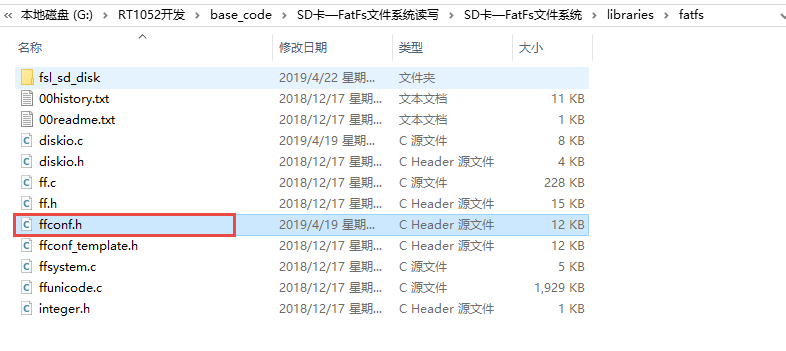 « 本地磁盘 (G:) > RT1052开发 > base_code > SD卡—FatFs文件系统读写 > SD卡—FatFs文件系统 > libraries > fatfs
名称 修改日期 类型 大小
fsl_sd_disk 2019/4/22 星期... 文件夹
00history.txt 2018/12/17 星期... 文本文档 11 KB
00readme.txt 2018/12/17 星期... 文本文档 1 KB
diskio.c 2019/4/19 星期... C 源文件 8 KB
diskio.h 2018/12/17 星期... C Header 源文件 4 KB
ff.c 2018/12/17 星期... C 源文件 228 KB
ff.h 2018/12/17 星期... C Header 源文件 15 KB
ffconf.h 2019/4/19 星期... C Header 源文件 12 KB
ffconf_template.h 2018/12/17 星期... C Header 源文件 12 KB
ffsystem.c 2018/12/17 星期... C 源文件 5 KB
ffunicode.c 2018/12/17 星期... C 源文件 1,929 KB
integer.h 2018/12/17 星期... C Header 源文件 1 KB